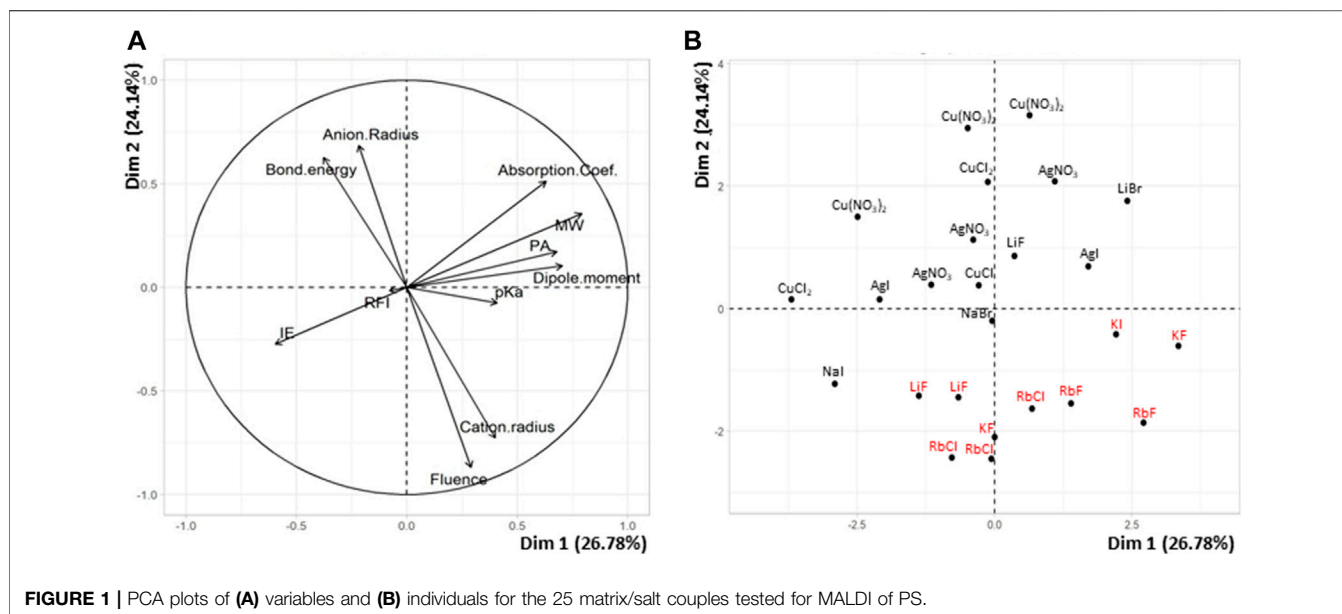 A
B
Dim 2 (24.14%)
1.0
0.5
0.0
-0.5
-1.0
-1.0
-0.5
0.0
0.5
1.0
Dim 1 (26.78%)
Anion.Radius
Bond.energy
Absorption.Coef.
MW
PA
Dipole.moment
pKa
RFI
IE
Cation.radius
Fluence
Dim 2 (24.14%)
4
2
0
-2
-2.5
0.0
2.5
Dim 1 (26.78%)
Cu(NO₃)₂
Cu(NO₃)
CuCl₂
AgNO₃
LiBr
Cu(NO₃)₂
AgNO₃
LiF
AgI
CuCl₂
AgI
AgNO₃
CuCl
NaBr
KI
KF
NaI
LiF
LiF
RbCl
RbF
RbF
KF
RbCl
RbCl
FIGURE 1 | PCA plots of (A) variables and (B) individuals for the 25 matrix/salt couples tested for MALDI of PS.